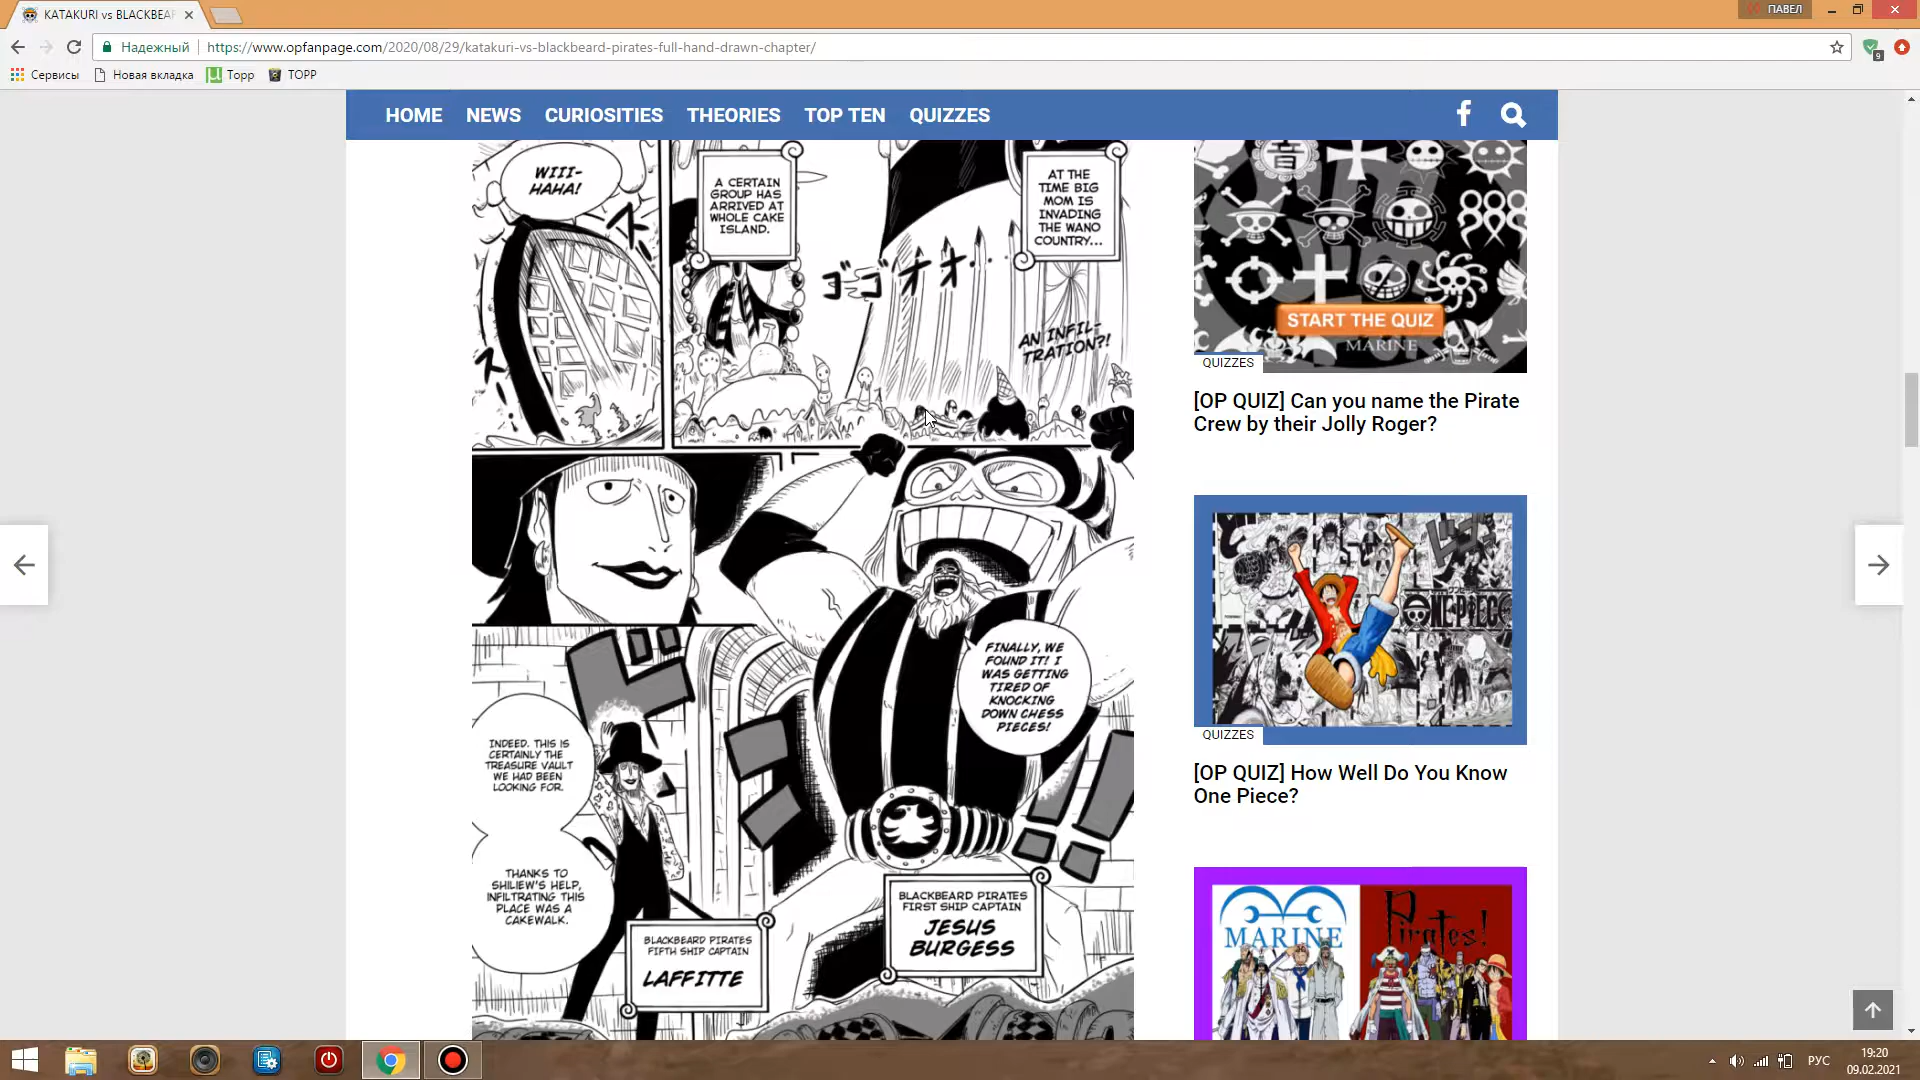 KATAKURI vs BLACKBEAR
ПАВЕЛ
Надежный
https://www.opfanpage.com/2020/08/29/katakuri-vs-blackbeard-pirates-full-hand-drawn-chapter/
9
Сервисы
Новая вкладка
Торр
ТОРР
HOME
NEWS
CURIOSITIES
THEORIES
TOP TEN
QUIZZES
AT THE
TIME BIG
MOM IS
INVADING
THE WANO
COUNTRY...
A CERTAIN
GROUP HAS
ARRIVED AT
WHOLE CAKE
ISLAND.
WIII-
HAHA!
AN INFIL-
TRATION?!
FINALLY, WE
FOUND IT! I
WAS GETTING
TIRED OF
KNOCKING
DOWN CHESS
PIECES!
INDEED. THIS IS
CERTAINLY THE
TREASURE VAULT
WE HAD BEEN
LOOKING FOR.
THANKS TO
SHILIEW'S HELP,
INFILTRATING THIS
PLACE WAS A
CAKEWALK.
BLACKBEARD PIRATES
FIRST SHIP CAPTAIN
JESUS
BURGESS
BLACKBEARD PIRATES
FIFTH SHIP CAPTAIN
LAFFITTE
音
START THE QUIZ
MARINE
QUIZZES
[OP QUIZ] Can you name the Pirate
Crew by their Jolly Roger?
ONE PIECE
QUIZZES
[OP QUIZ] How Well Do You Know
One Piece?
MARINE
Pirates!
РУС
19:20
09.02.2021